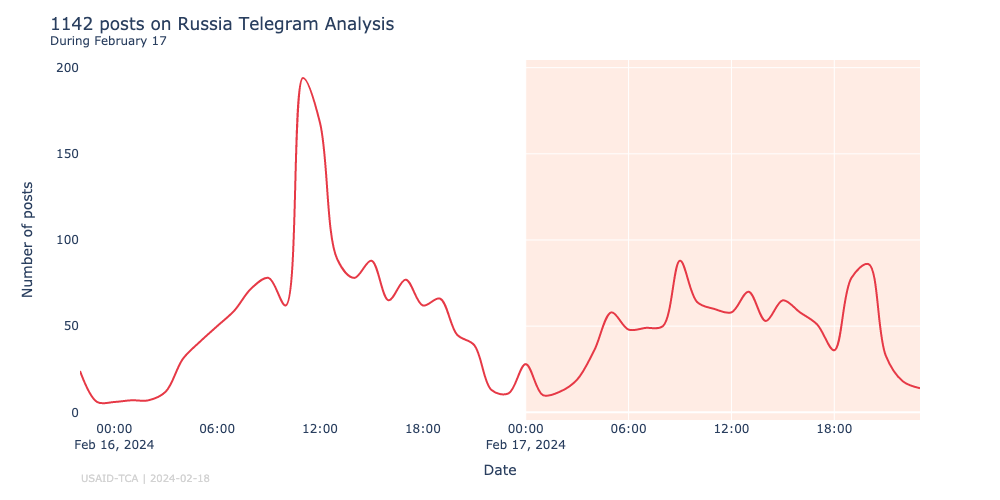 1142 posts on Russia Telegram Analysis
During February 17
200
150
100
50
0
Number of posts
00:00 06:00 12:00 18:00 00:00 06:00 12:00 18:00
Feb 16, 2024 Feb 17, 2024
Date
USAID-TCA | 2024-02-18